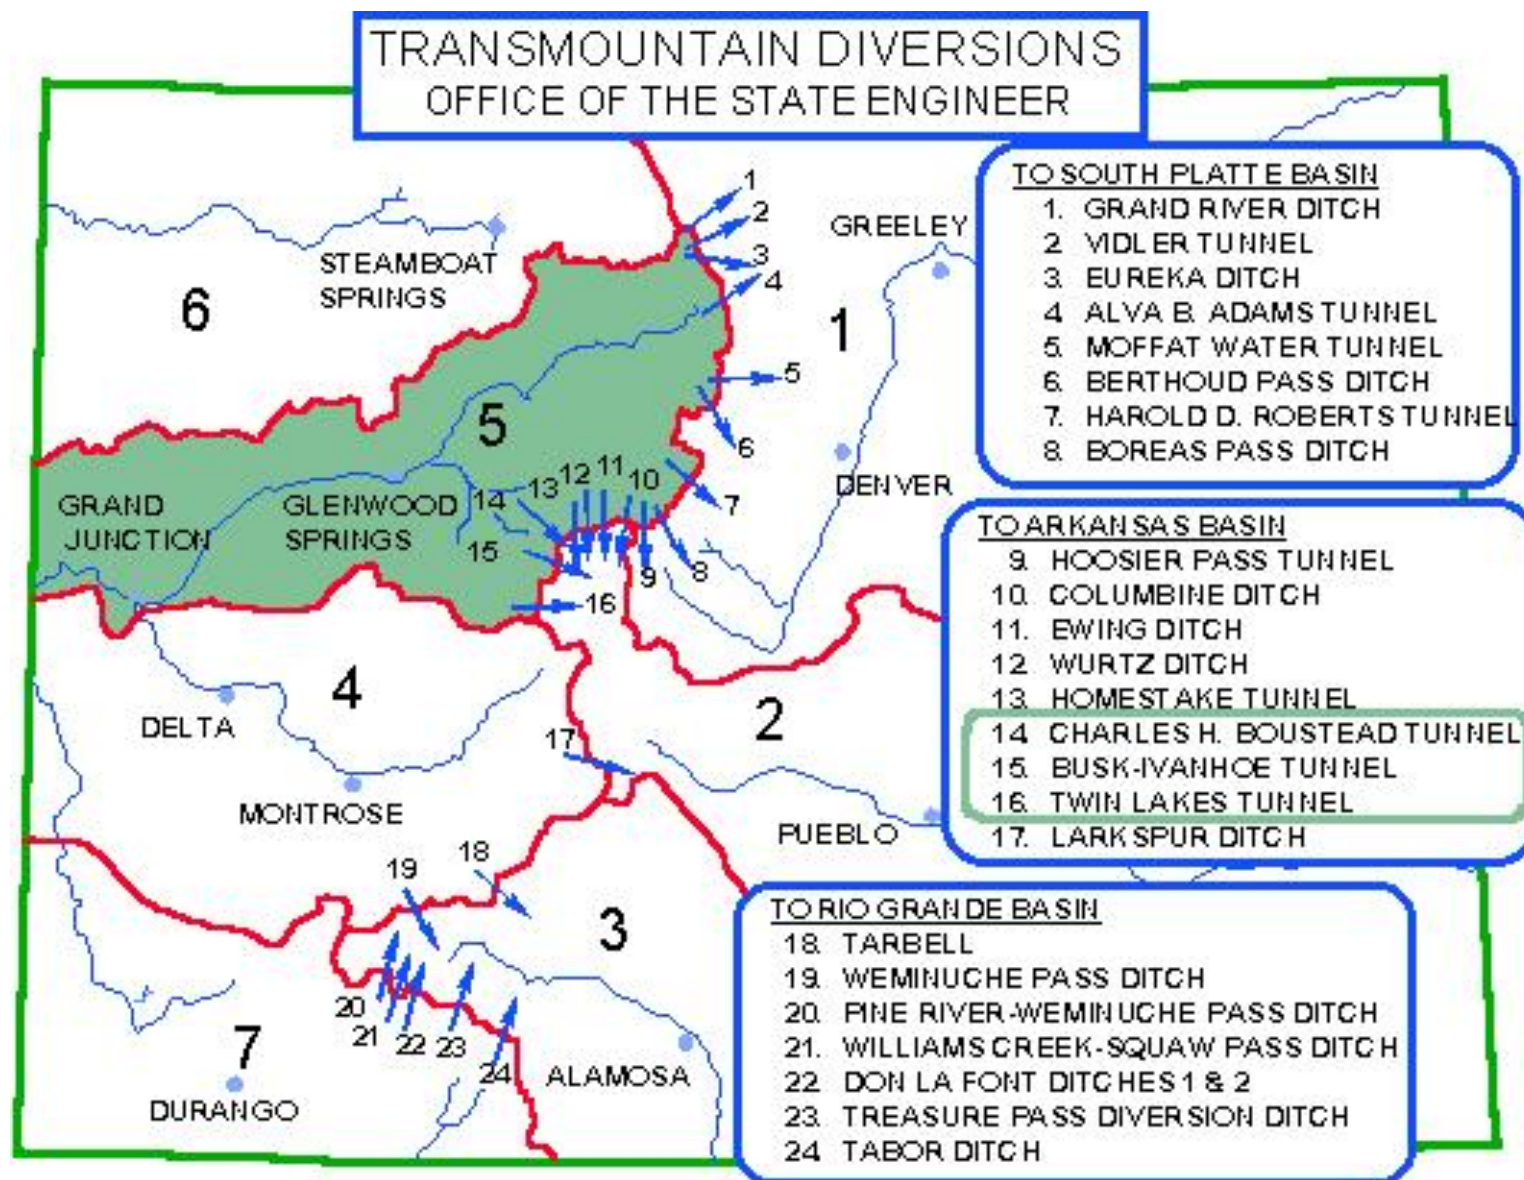 TRANSMOUNTAIN DIVERSIONS
OFFICE OF THE STATE ENGINEER
TO SOUTH PLATTE BASIN
1. GRAND RIVER DITCH
2 VIDLER TUNNEL
3. EUREKA DITCH
4 ALVA B. ADAMS TUNNEL
5. MOFFAT WATER TUNNEL
6. BERTHOUD PASS DITCH
7. HAROLD D. ROBERTS TUNNEL
8. BOREAS PASS DITCH
TO ARKANSAS BASIN
9. HOOSIER PASS TUNNEL
10. COLUMBINE DITCH
11. EWING DITCH
12 WURTZ DITCH
13. HOMESTAKE TUNNEL
14 CHARLES H. BOUSTEAD TUNNEL
15. BUSK-IVANHOE TUNNEL
16. TWIN LAKES TUNNEL
17. LARKSPUR DITCH
TO RIO GRANDE BASIN
18. TARBELL
19. WEMINUCHE PASS DITCH
20. PINE RIVER-WEMINUCHE PASS DITCH
21. WILLIAMS CREEK-SQUAW PASS DITCH
22 DON LA FONT DITCHES 1 & 2
23. TREASURE PASS DIVERSION DITCH
24 TABOR DITCH
1
2
3
4
GREELEY
STEAMBOAT
SPRINGS
6
1
5
5
6
DENVER
GRAND
JUNCTION
GLENWOOD
SPRINGS
14
13
12
11
10
7
15
16
9
8
4
DELTA
2
17
MONTROSE
PUEBLO
19
18
3
20
21
22
23
24
7
ALAMOSA
DURANGO